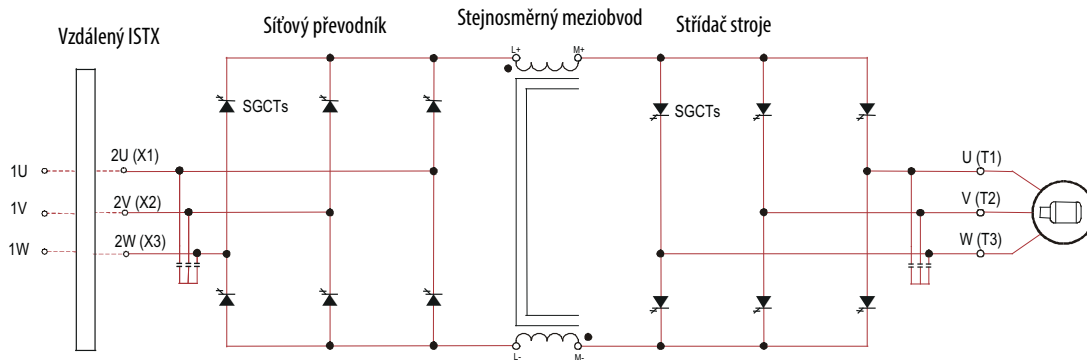 Vzdálený ISTX
Síťový převodník
Stejnosměrný meziobvod
Střídač stroje
L+
M+
SGCTs
SGCTs
1U
2U (X1)
U (T1)
1V
2V (X2)
V (T2)
1W
2W (X3)
W (T3)
L-
M-